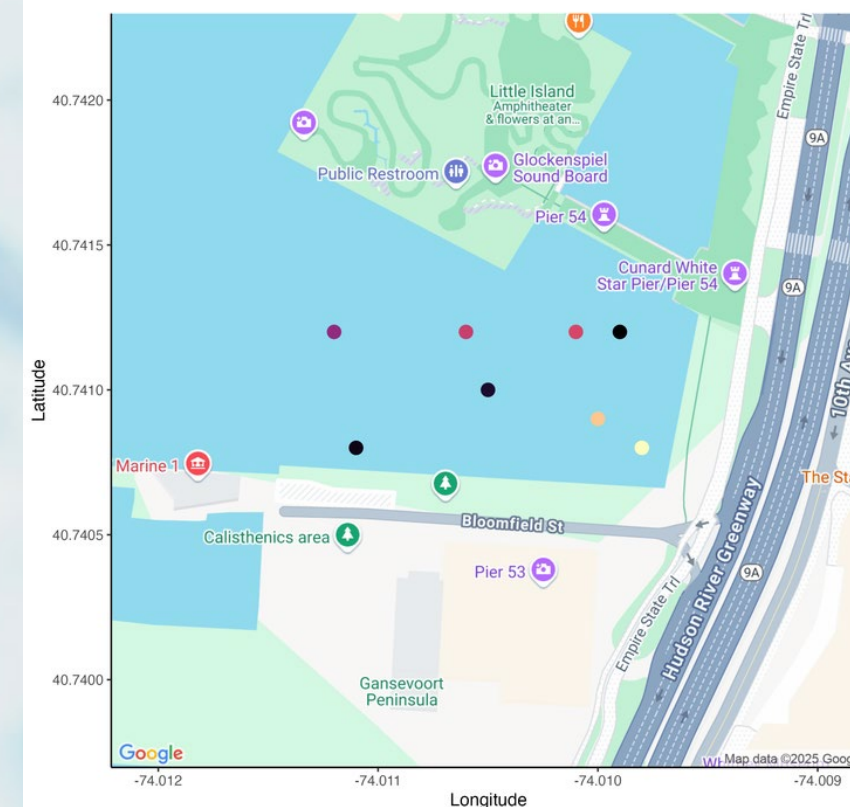 Empire State Trl
9A
40.7420
Little Island
Amphitheater
& flowers at an...
Public Restroom
Glockenspiel
Sound Board
Pier 54
40.7415
Cunard White
Star Pier/Pier 54
9A
10th Av
40.7410
Latitude
Marine 1
The St
Bloomfield St
40.7405
Calisthenics area
Pier 53
9A
Hudson River Greenway
Empire State Trl
40.7400
Gansevoort
Peninsula
Google
Map data ©2025 Goog
-74.012
-74.011
-74.010
-74.009
Longitude